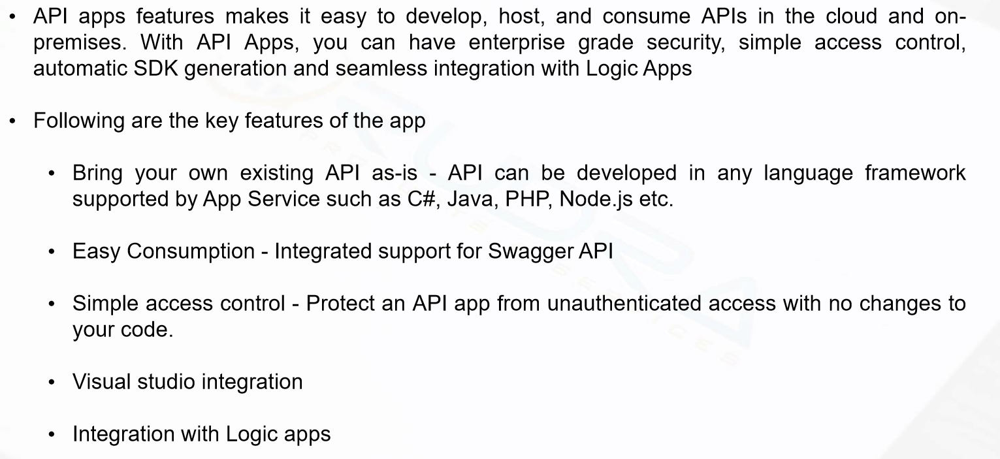 • API apps features makes it easy to develop, host, and consume APIs in the cloud and on-
premises. With API Apps, you can have enterprise grade security, simple access control,
automatic SDK generation and seamless integration with Logic Apps
• Following are the key features of the app
• Bring your own existing API as-is - API can be developed in any language framework
supported by App Service such as C#, Java, PHP, Node.js etc.
• Easy Consumption - Integrated support for Swagger API
• Simple access control - Protect an API app from unauthenticated access with no changes to
your code.
• Visual studio integration
• Integration with Logic apps